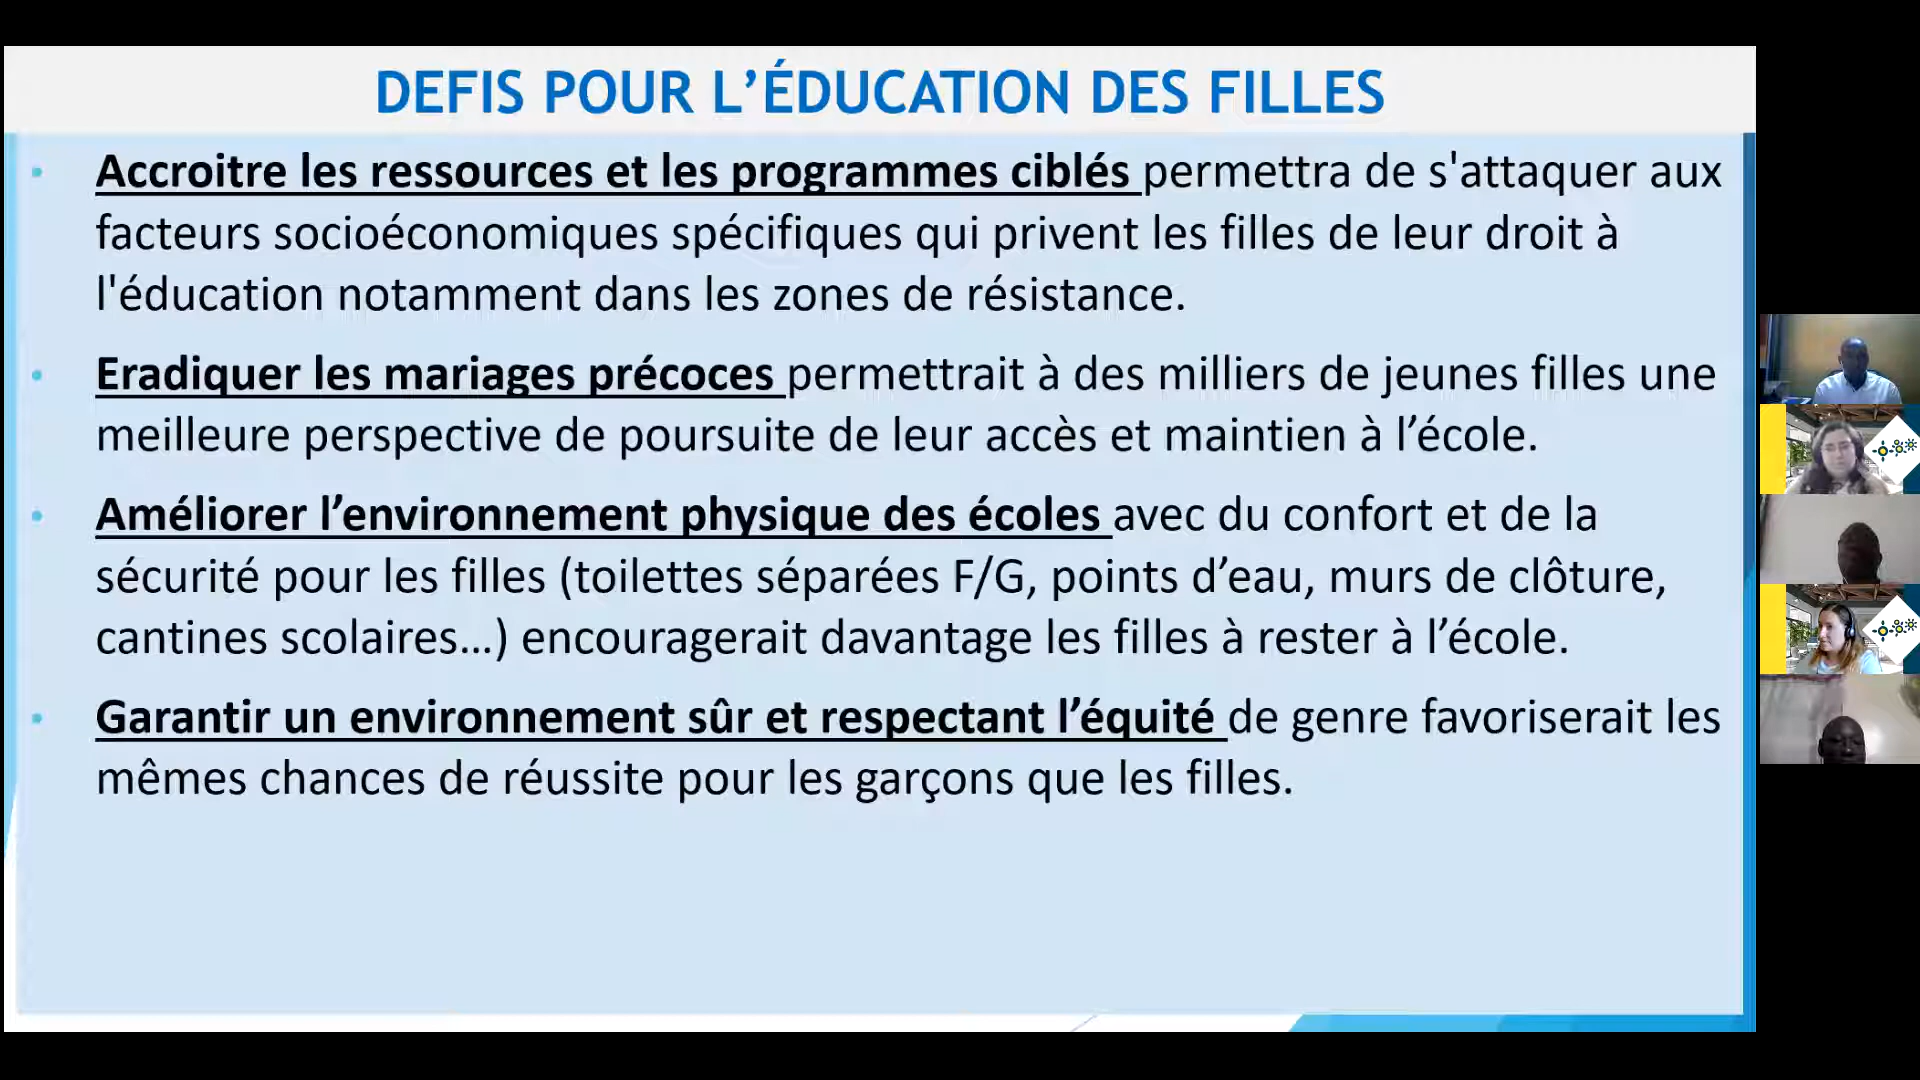 DEFIS POUR L’ÉDUCATION DES FILLES
• Accroitre les ressources et les programmes ciblés permettra de s'attaquer aux
facteurs socioéconomiques spécifiques qui privent les filles de leur droit à
l'éducation notamment dans les zones de résistance.
• Eradiquer les mariages précoces permettrait à des milliers de jeunes filles une
meilleure perspective de poursuite de leur accès et maintien à l’école.
• Améliorer l’environnement physique des écoles avec du confort et de la
sécurité pour les filles (toilettes séparées F/G, points d’eau, murs de clôture,
cantines scolaires…) encouragerait davantage les filles à rester à l’école.
• Garantir un environnement sûr et respectant l’équité de genre favoriserait les
mêmes chances de réussite pour les garçons que les filles.